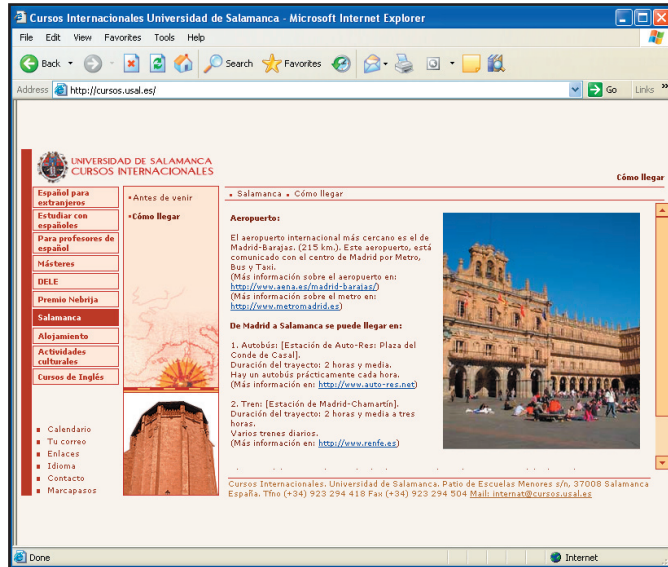 Cursos Internacionales Universidad de Salamanca - Microsoft Internet Explorer
File Edit View Favorites Tools Help
Back Search Favorites
Address http://cursos.usal.es/ Go Links »
UNIVERSIDAD DE SALAMANCA
CURSOS INTERNACIONALES
Cómo llegar
Español para
extranjeros
Estudiar con
españoles
Para profesores de
español
Másteres
DELE
Premio Nebrija
Salamanca
Alojamiento
Actividades
culturales
Cursos de Inglés
Calendario
Tu correo
Enlaces
Idioma
Contacto
Marcapasos
Antes de venir
Cómo llegar
Salamanca Cómo llegar
Aeropuerto:
El aeropuerto internacional más cercano es el de
Madrid-Barajas. (215 km.). Este aeropuerto, está
comunicado con el centro de Madrid por Metro,
Bus y Taxi.
(Más información sobre el aeropuerto en:
http://www.aena.es/madrid-barajas/)
(Más información sobre el metro en:
http://www.metromadrid.es)
De Madrid a Salamanca se puede llegar en:
1. Autobús: [Estación de Auto-Res: Plaza del
Conde de Casal].
Duración del trayecto: 2 horas y media.
Hay un autobús prácticamente cada hora.
(Más información en: http://www.auto-res.net)
2. Tren: [Estación de Madrid-Chamartín].
Duración del trayecto: 2 horas y media a tres
horas.
Varios trenes diarios.
(Más información en: http://www.renfe.es)
Cursos Internacionales. Universidad de Salamanca. Patio de Escuelas Menores s/n, 37008 Salamanca
España. Tfno (+34) 923 294 418 Fax (+34) 923 294 504 Mail: internat@cursos.usal.es
Done Internet